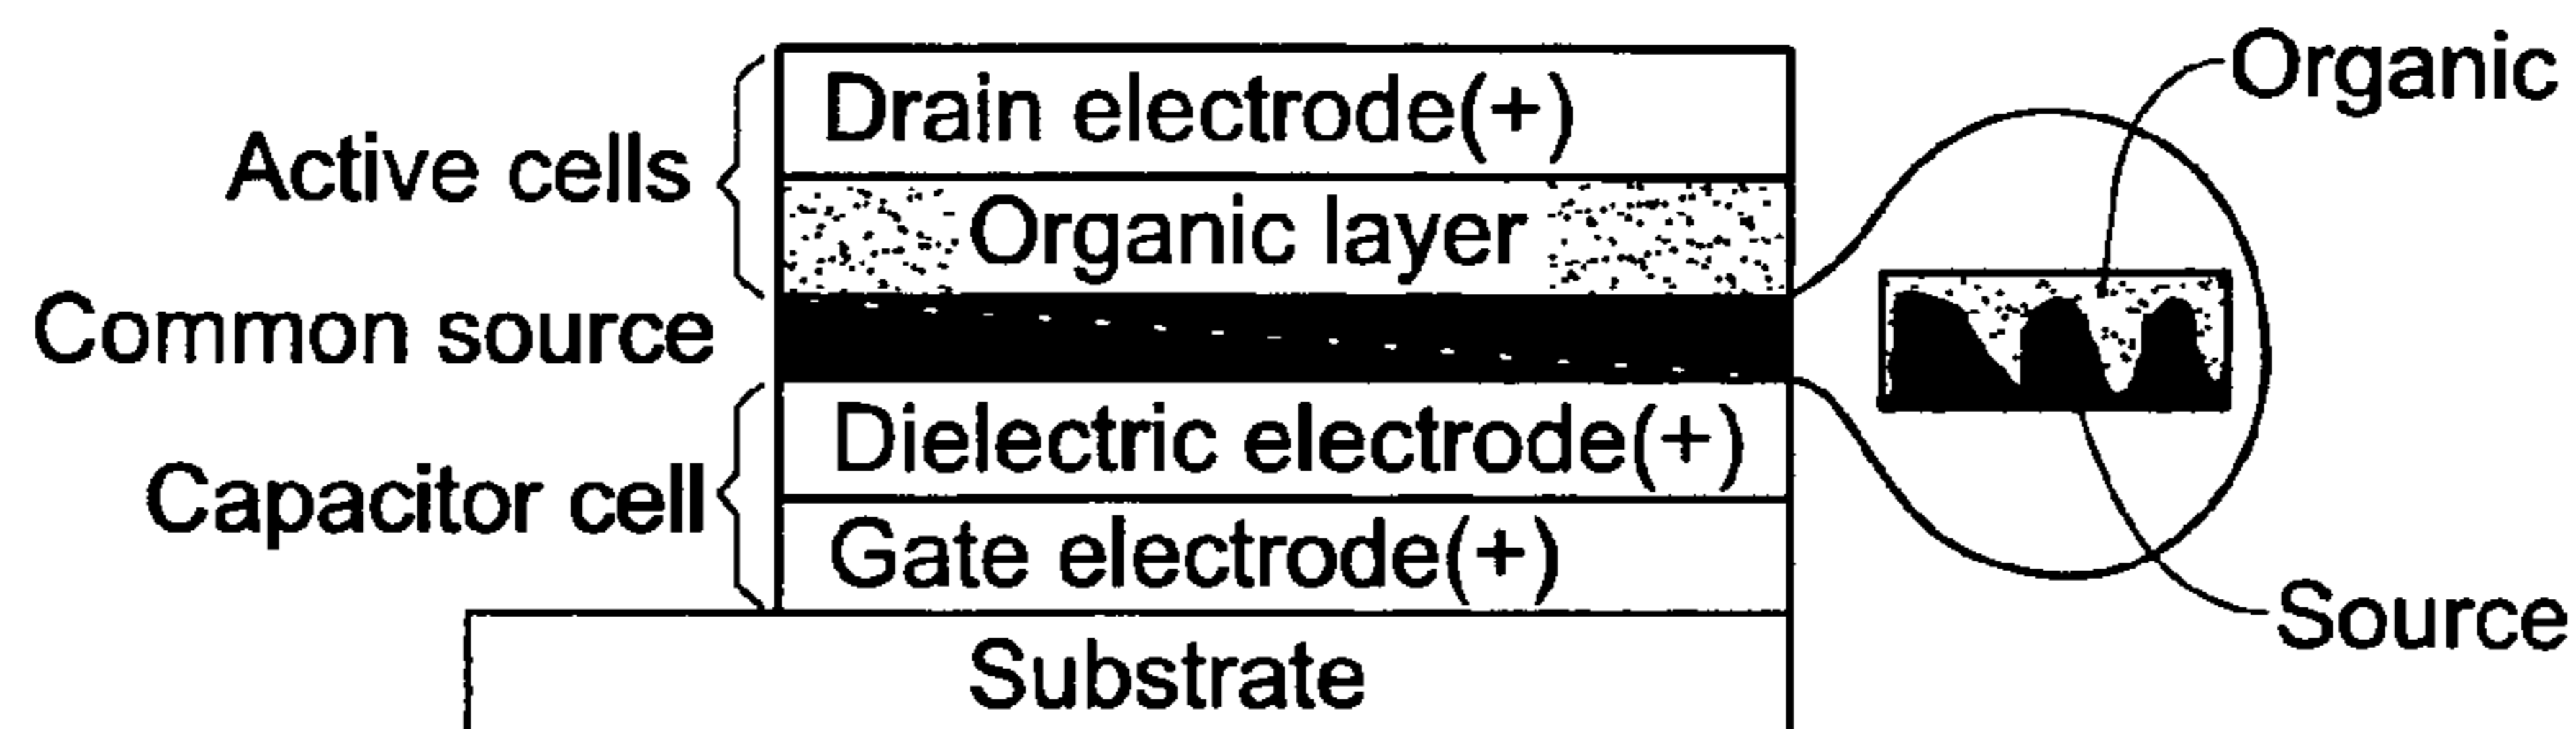 Organic
Drain electrode(+)
Active cells
Organic layer
Common source
Dielectric electrode(+)
Capacitor cell
Gate electrode(+)
Source
Substrate